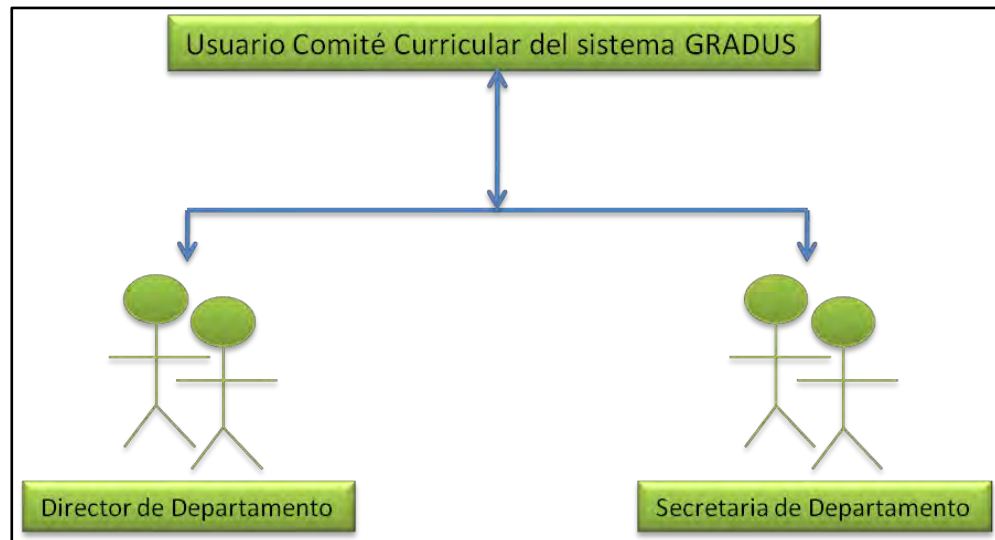 Usuario Comité Curricular del sistema GRADUS
Director de Departamento
Secretaria de Departamento